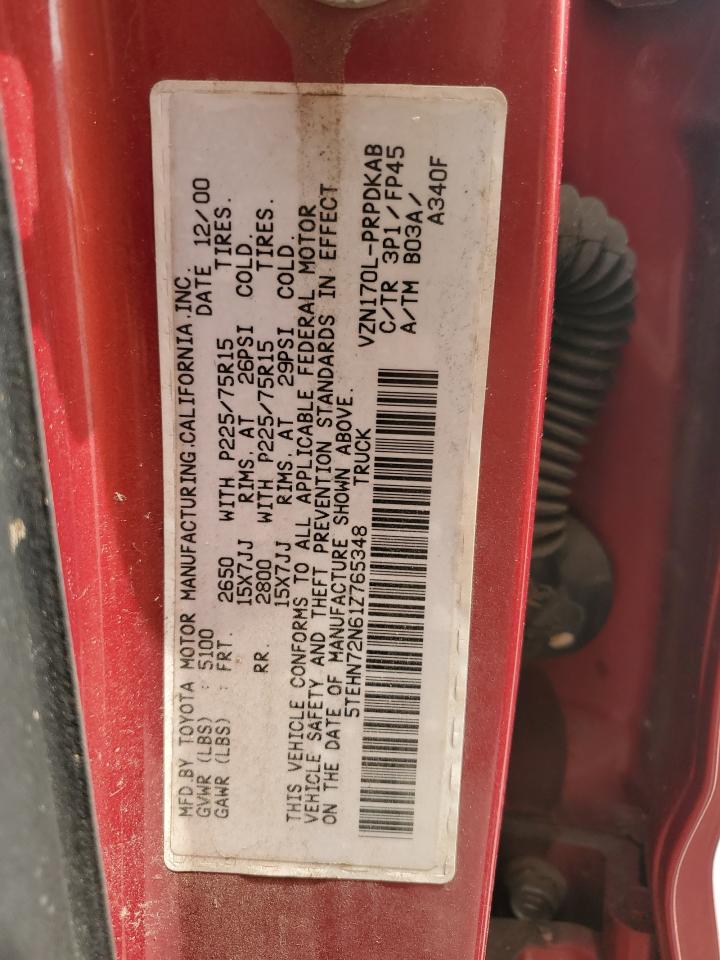 MFD BY TOYOTA MOTOR MANUFACTURING.CALIFORNIA.INC.
GVWR (LBS) : 5100 DATE 12/00
GAWR (LBS) : FRT. 2650 WITH P225/75R15 TIRES.
15X7JJ RIMS, AT 26PSI COLD.
RR. 2800 WITH P225/75R15 TIRES.
15X7JJ RIMS, AT 29PSI COLD.
THIS VEHICLE CONFORMS TO ALL APPLICABLE FEDERAL MOTOR
VEHICLE SAFETY AND THEFT PREVENTION STANDARDS IN EFFECT
ON THE DATE OF MANUFACTURE SHOWN ABOVE.
5TEHN72N61Z765348 TRUCK
VZN170L-PRPDKAB
C/TR 3P1/FP45
A/TM B03A/
A340F